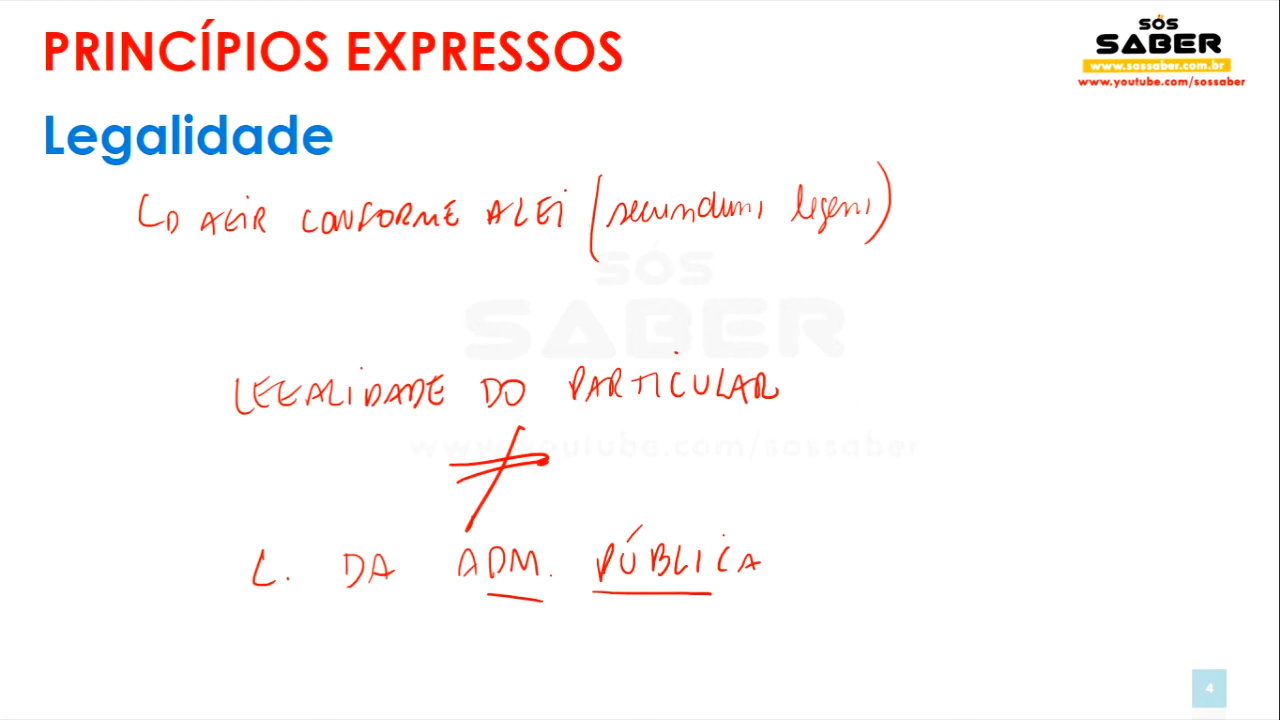 PRINCÍPIOS EXPRESSOS
SÓS
SABER
www.sossaber.com.br
www.youtube.com/sossaber
Legalidade
AGIR CONFORME A LEI (secundum legem)
SÓS
SABER
LEGALIDADE DO PARTICULAR
www.youtube.com/sossaber
≠
L. DA ADM. PÚBLICA
4